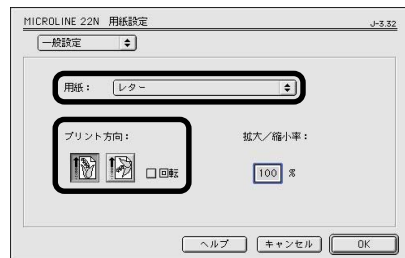 MICROLINE 22N 用紙設定 J-3.32
一般設定
用紙： レター
プリント方向： 拡大／縮小率：
回転 100 %
ヘルプ キャンセル OK